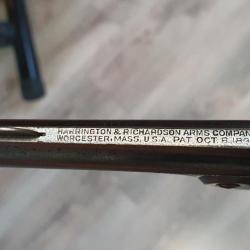 HARRINGTON & RICHARDSON ARMS COMPAN
WORCESTER, MASS. U.S.A. PAT. OCT. 8.